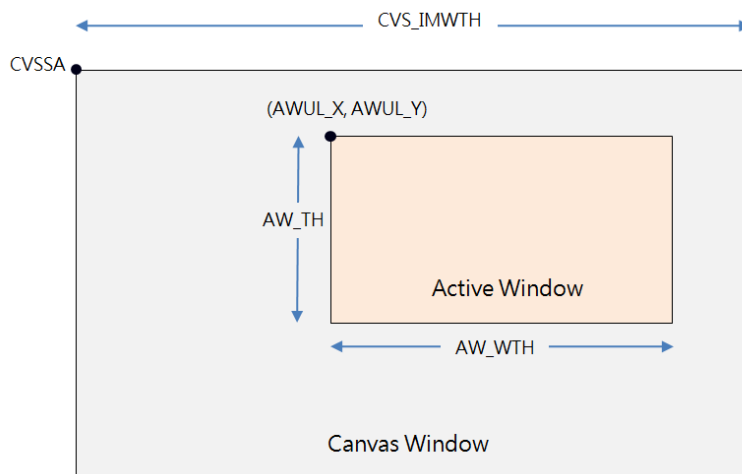 CVS_IMWTH
CVSSA
(AWUL_X, AWUL_Y)
AW_TH
Active Window
AW_WTH
Canvas Window